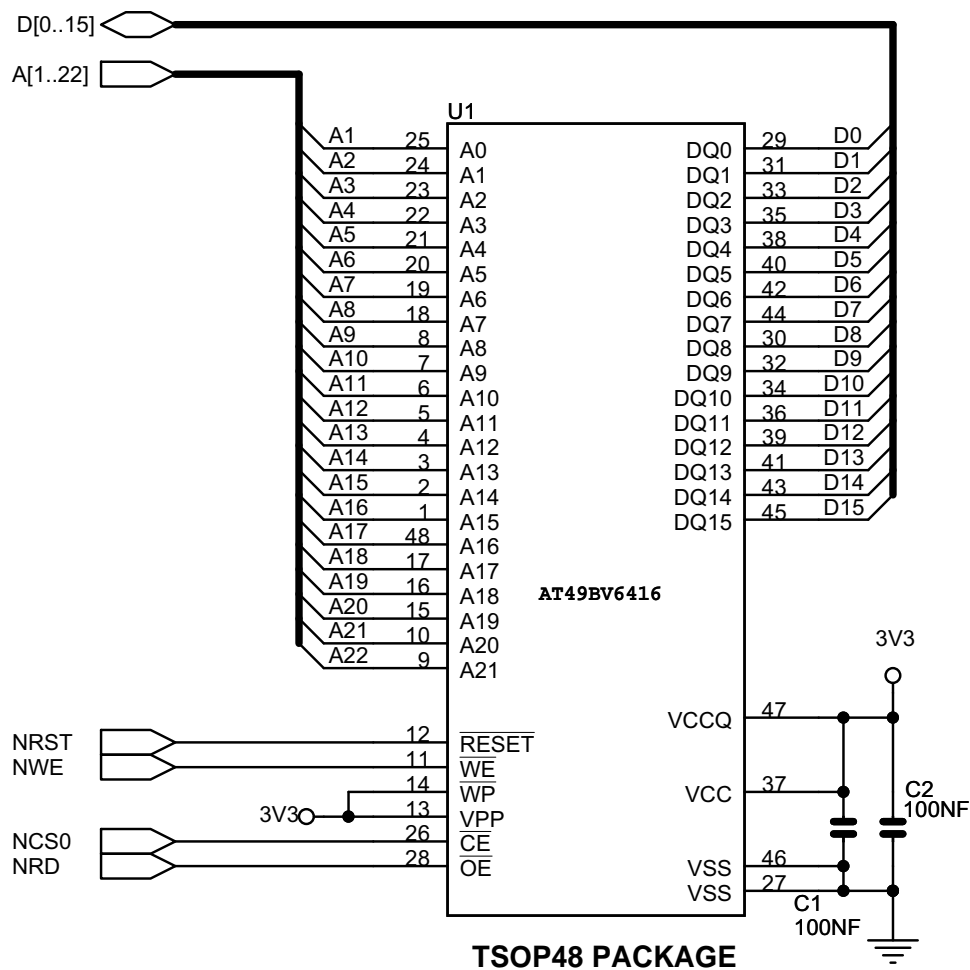 D[0..15]
A[1..22]
U1
A1 25 A0 DQ0 29 D0
A2 24 A1 DQ1 31 D1
A3 23 A2 DQ2 33 D2
A4 22 A3 DQ3 35 D3
A5 21 A4 DQ4 38 D4
A6 20 A5 DQ5 40 D5
A7 19 A6 DQ6 42 D6
A8 18 A7 DQ7 44 D7
A9 8 A8 DQ8 30 D8
A10 7 A9 DQ9 32 D9
A11 6 A10 DQ10 34 D10
A12 5 A11 DQ11 36 D11
A13 4 A12 DQ12 39 D12
A14 3 A13 DQ13 41 D13
A15 2 A14 DQ14 43 D14
A16 1 A15 DQ15 45 D15
A17 48 A16
A18 17 A17
A19 16 A18 AT49BV6416
A20 15 A19
A21 10 A20
A22 9 A21
3V3
VCCQ 47
NRST 12 RESET
NWE 11 WE
14 WP VCC 37 C2
3V3 13 VPP 100NF
NCS0 26 CE
NRD 28 OE VSS 46
VSS 27
C1
100NF
TSOP48 PACKAGE